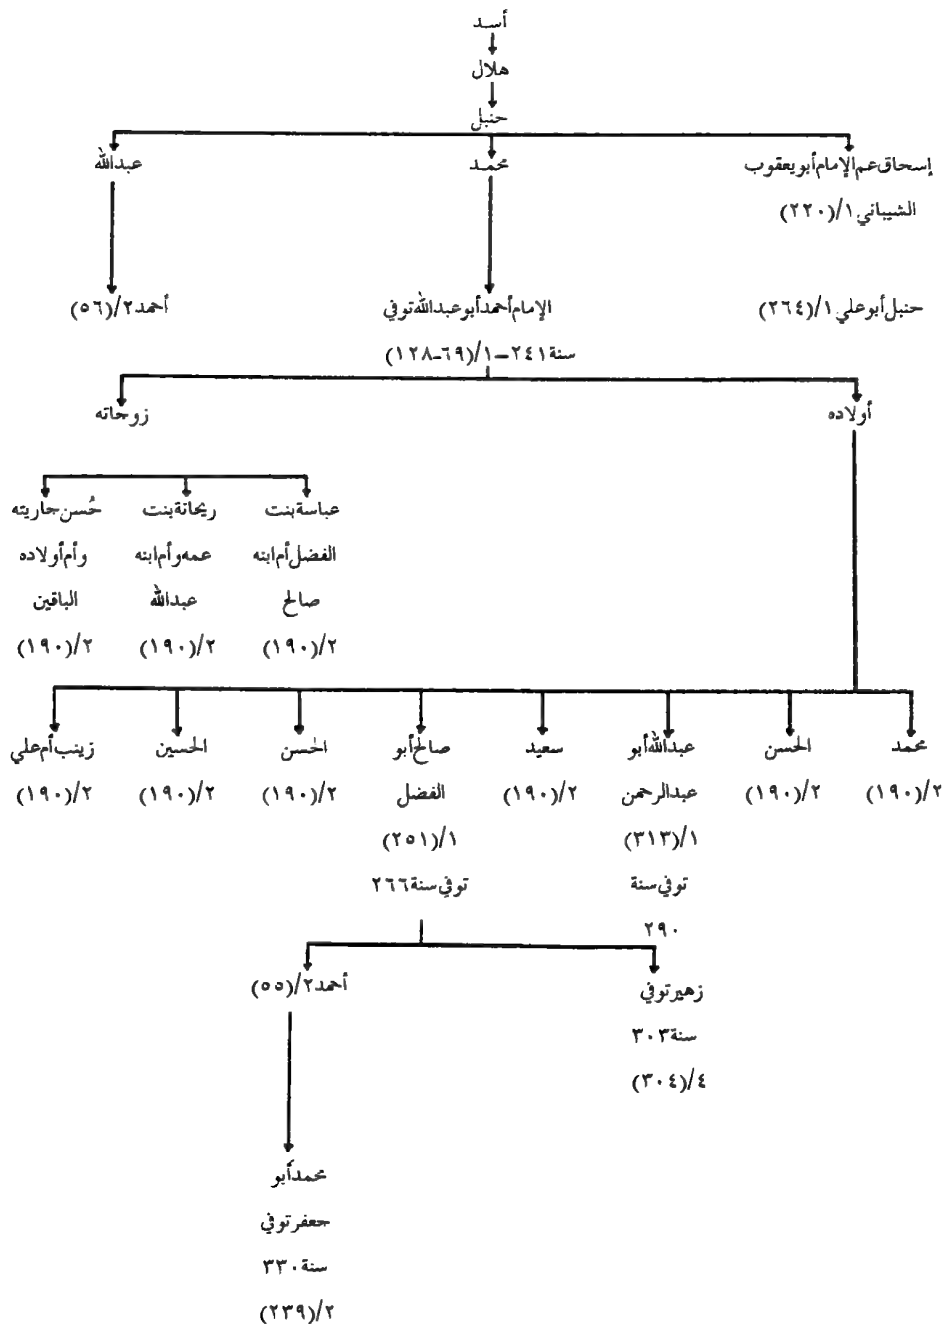 أسد
هلال
حنبل
إسحاق عم الإمام أبو يعقوب
الشيباني ١/(٢٢٠)
محمد
عبدالله
حنبل أبو علي ١/(٢٦٤)
الإمام أحمد أبو عبدالله توفي
سنة ٢٤١ – ١/(٦٩-١٢٨)
أحمد ٢/(٥٦)
أولاده
زوجاته
عباسة بنت
الفضل أم ابنه
صالح
٢/(١٩٠)
ريحانة بنت
عمه وأم ابنه
عبدالله
٢/(١٩٠)
حُسن جاريته
وأم أولاده
الباقين
٢/(١٩٠)
محمد
٢/(١٩٠)
الحسن
٢/(١٩٠)
عبدالله أبو
عبدالرحمن
١/(٣١٣)
توفي سنة
٢٩٠
سعيد
٢/(١٩٠)
صالح أبو
الفضل
١/(٢٥١)
توفي سنة ٢٦٦
الحسن
٢/(١٩٠)
الحسين
٢/(١٩٠)
زينب أم علي
٢/(١٩٠)
زهير توفي
سنة ٣٠٣
٤/(٣٠٤)
أحمد ٢/(٥٥)
محمد أبو
جعفر توفي
سنة ٣٣٠
٢/(٢٣٩)